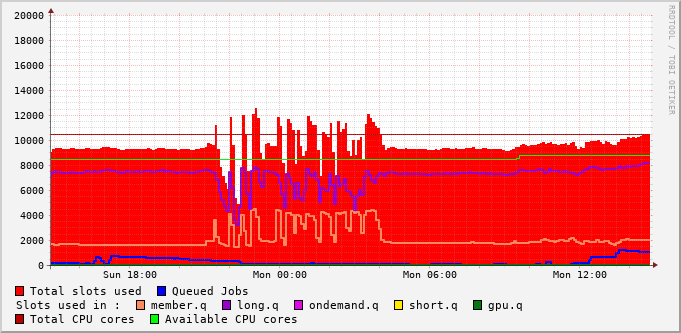 20000
18000
16000
14000
12000
10000
8000
6000
4000
2000
0
Sun 18:00 Mon 00:00 Mon 06:00 Mon 12:00
RRDTOOL / TOBI OETIKER
Total slots used Queued Jobs
Slots used in : member.q long.q ondemand.q short.q gpu.q
Total CPU cores Available CPU cores